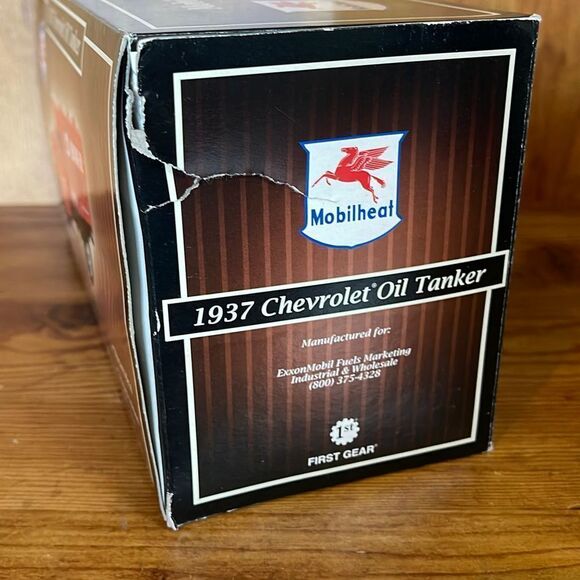 Mobilheat
1937 Chevrolet® Oil Tanker
Manufactured for:
ExxonMobil Fuels Marketing
Industrial & Wholesale
(800) 375-4328
1st
FIRST GEAR®